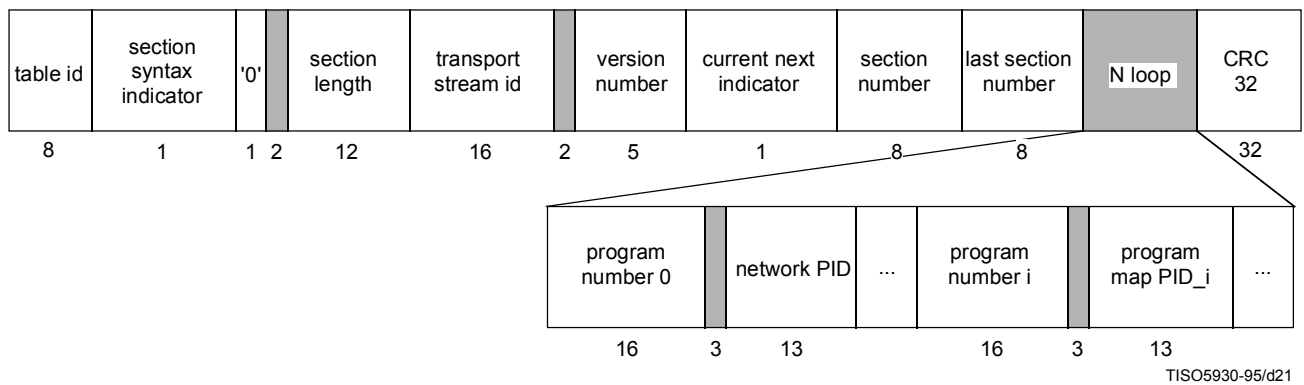 table id
section
syntax
indicator
'0'
section
length
transport
stream id
version
number
current next
indicator
section
number
last section
number
N loop
CRC
32
8
1
1
2
12
16
2
5
1
8
8
32
program
number 0
network PID
...
program
number i
program
map PID_i
...
16
3
13
16
3
13
TISO5930-95/d21